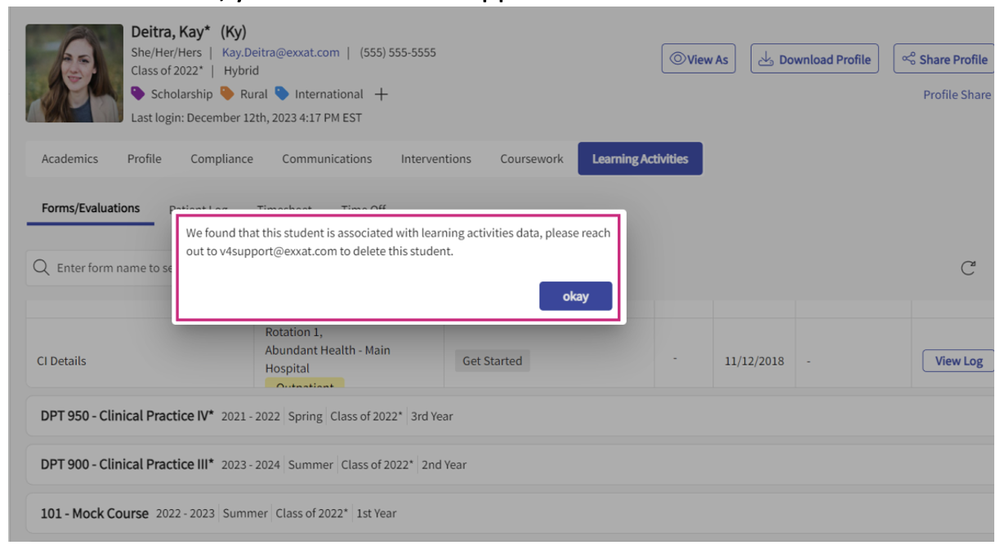 Deitra, Kay* (Ky)
She/Her/Hers | Kay.Deitra@exxat.com | (555) 555-5555
Class of 2022* | Hybrid
Scholarship Rural International
Last login: December 12th, 2023 4:17 PM EST
View As Download Profile Share Profile
Profile Share
Academics Profile Compliance Communications Interventions Coursework Learning Activities
Forms/Evaluations Patient Log Timesheet Time Off
We found that this student is associated with learning activities data, please reach
out to v4support@exxat.com to delete this student.
okay
Enter form name to se
CI Details
Rotation 1,
Abundant Health - Main
Hospital
Outpatient
Get Started - 11/12/2018 - View Log
DPT 950 - Clinical Practice IV* 2021 - 2022 Spring Class of 2022* 3rd Year
DPT 900 - Clinical Practice III* 2023 - 2024 Summer Class of 2022* 2nd Year
101 - Mock Course 2022 - 2023 Summer Class of 2022* 1st Year